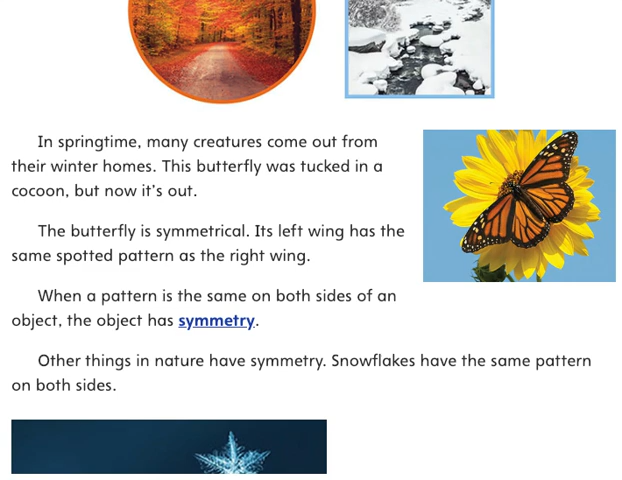 In springtime, many creatures come out from
their winter homes. This butterfly was tucked in a
cocoon, but now it's out.
The butterfly is symmetrical. Its left wing has the
same spotted pattern as the right wing.
When a pattern is the same on both sides of an
object, the object has symmetry.
Other things in nature have symmetry. Snowflakes have the same pattern
on both sides.